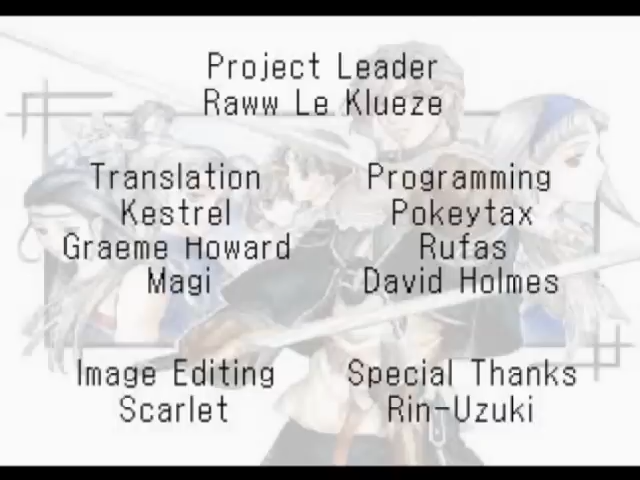 Project Leader
Raww Le Klueze
Translation
Kestrel
Graeme Howard
Magi
Programming
Pokeytax
Rufas
David Holmes
Image Editing
Scarlet
Special Thanks
Rin-Uzuki